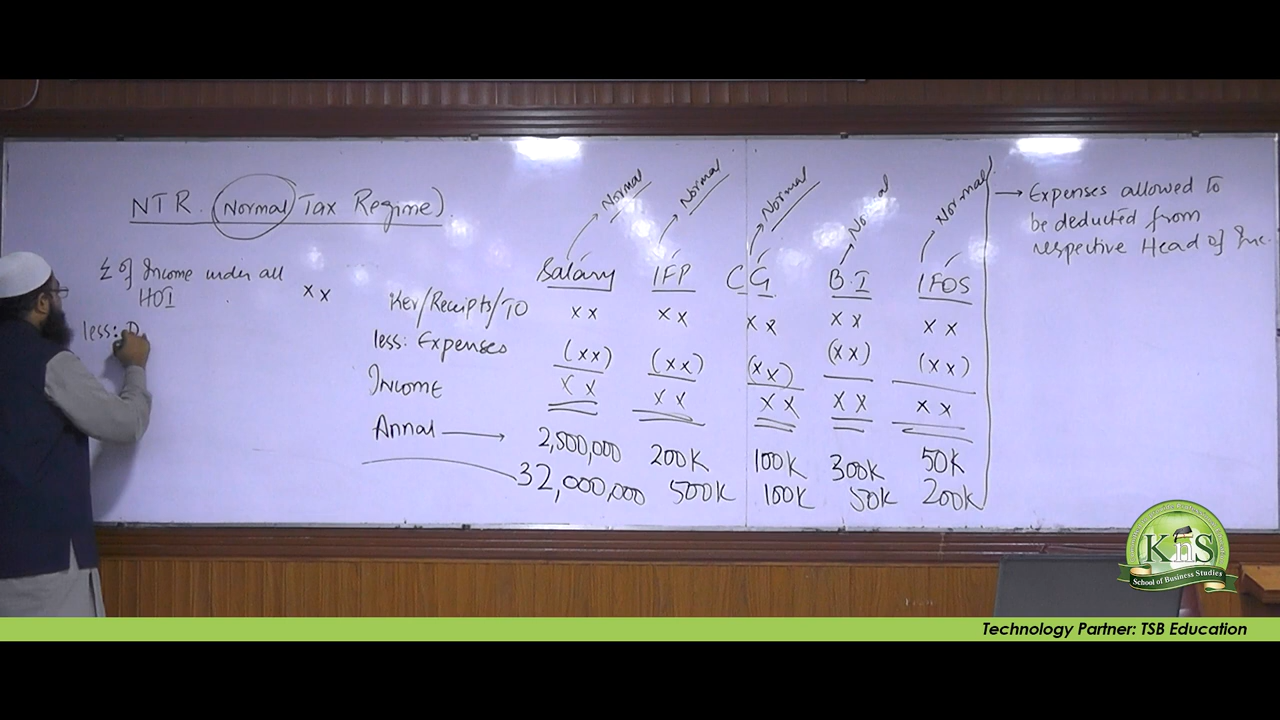 NTR. (Normal Tax Regime).
Σ of Income under all
HOI
xx
less: D
Normal
Normal
Normal
Normal
Salary IFP CG B.I IFOS
Rev/Receipts/TO xx xx xx xx xx
less: Expenses (xx) (xx) (xx) (xx) (xx)
Income xx xx xx xx xx
Annal 2,500,000 200K 100K 300K 50K
32,000,000 500K 100K 50K 200K
Expenses allowed to
be deducted from
respective Head of Inc.
KnS
School of Business Studies
Technology Partner: TSB Education